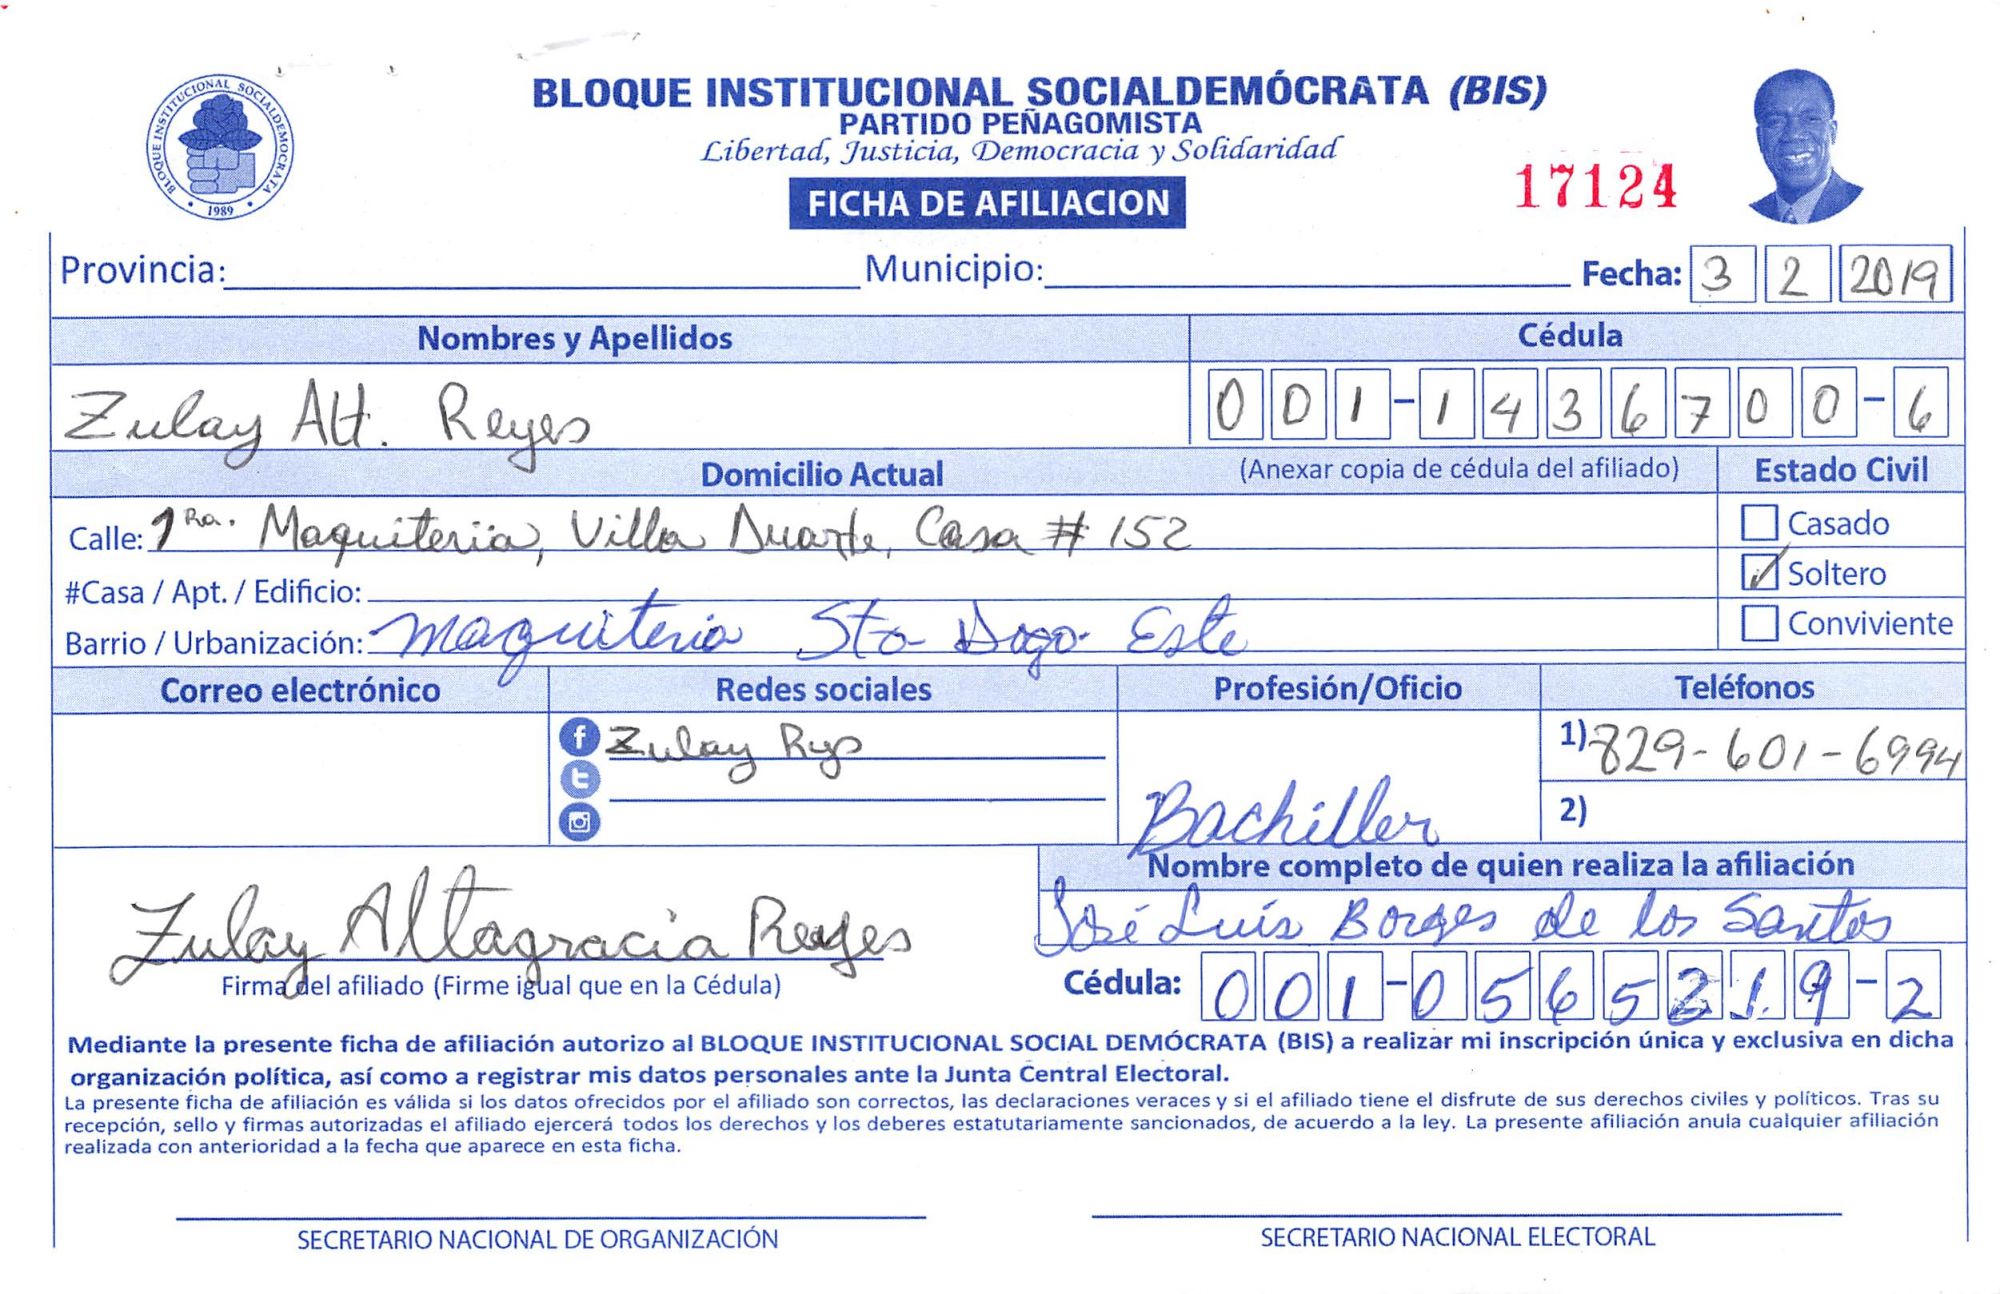 BLOQUE INSTITUCIONAL SOCIALDEMÓCRATA
1989
BLOQUE INSTITUCIONAL SOCIALDEMÓCRATA (BIS)
PARTIDO PEÑAGOMISTA
Libertad, Justicia, Democracia y Solidaridad
FICHA DE AFILIACION
17124
Provincia: Municipio: Fecha: 3 2 2019
Nombres y Apellidos Cédula
Zulay Alt. Reyes 001-1436700-6
Domicilio Actual (Anexar copia de cédula del afiliado) Estado Civil
Calle: 1ra. Maquiteria, Villa Duarte, Casa # 152 Casado
#Casa / Apt. / Edificio: Soltero
Barrio / Urbanización: Maquiteria Sto Dogo. Este Conviviente
Correo electrónico Redes sociales Profesión/Oficio Teléfonos
Zulay Rys 1) 829-601-6994
Bachiller 2)
Nombre completo de quien realiza la afiliación
Zulay Altagracia Reyes José Luís Borges de los Santos
Firma del afiliado (Firme igual que en la Cédula) Cédula: 001-0565219-2
Mediante la presente ficha de afiliación autorizo al BLOQUE INSTITUCIONAL SOCIAL DEMÓCRATA (BIS) a realizar mi inscripción única y exclusiva en dicha
organización política, así como a registrar mis datos personales ante la Junta Central Electoral.
La presente ficha de afiliación es válida si los datos ofrecidos por el afiliado son correctos, las declaraciones veraces y si el afiliado tiene el disfrute de sus derechos civiles y políticos. Tras su
recepción, sello y firmas autorizadas el afiliado ejercerá todos los derechos y los deberes estatutariamente sancionados, de acuerdo a la ley. La presente afiliación anula cualquier afiliación
realizada con anterioridad a la fecha que aparece en esta ficha.
SECRETARIO NACIONAL DE ORGANIZACIÓN SECRETARIO NACIONAL ELECTORAL